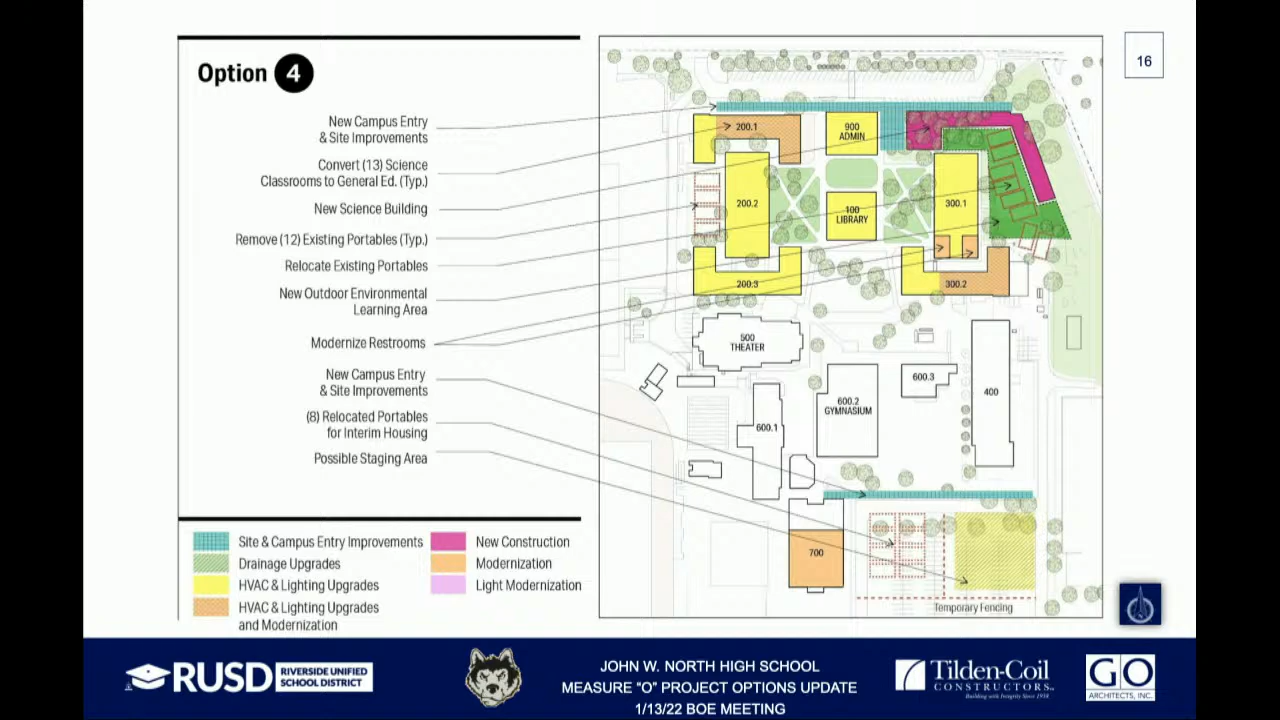 Option 4
16
New Campus Entry
& Site Improvements
Convert (13) Science
Classrooms to General Ed. (Typ.)
New Science Building
Remove (12) Existing Portables (Typ.)
Relocate Existing Portables
New Outdoor Environmental
Learning Area
Modernize Restrooms
New Campus Entry
& Site Improvements
(8) Relocated Portables
for Interim Housing
Possible Staging Area
200.1
900
ADMIN
200.2
100
LIBRARY
300.1
200.3
300.2
500
THEATER
600.3
400
600.2
GYMNASIUM
600.1
700
Temporary Fencing
Site & Campus Entry Improvements
Drainage Upgrades
HVAC & Lighting Upgrades
HVAC & Lighting Upgrades
and Modernization
New Construction
Modernization
Light Modernization
RUSD RIVERSIDE UNIFIED
SCHOOL DISTRICT
JOHN W. NORTH HIGH SCHOOL
MEASURE "O" PROJECT OPTIONS UPDATE
1/13/22 BOE MEETING
Tilden-Coil
CONSTRUCTORS
Building with Integrity Since 1938
GO
ARCHITECTS, INC.